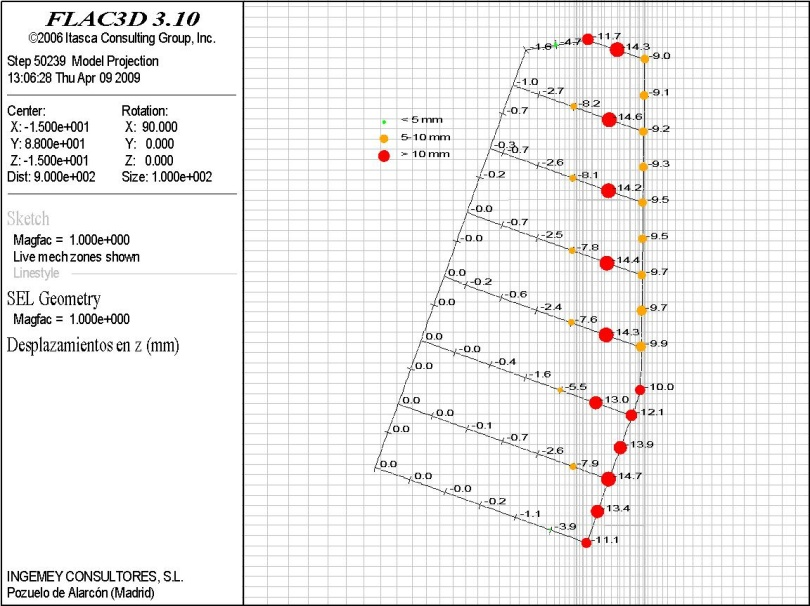 FLAC3D 3.10
©2006 Itasca Consulting Group, Inc.
Step 50239  Model Projection
13:06:28 Thu Apr 09 2009
Center: Rotation:
X: -1.500e+001 X: 90.000
Y: 8.800e+001 Y: 0.000
Z: -1.500e+001 Z: 0.000
Dist: 9.000e+002 Size: 1.000e+002
Sketch
Magfac = 1.000e+000
Live mech zones shown
Linestyle
SEL Geometry
Magfac = 1.000e+000
Desplazamientos en z (mm)
INGEMEY CONSULTORES, S.L.
Pozuelo de Alarcón (Madrid)
< 5 mm
5-10 mm
> 10 mm
-1.6 -4.7 -11.7 -14.3 -9.0
-1.0 -2.7 -8.2 -14.6 -9.2
-9.1
-0.7
-0.3 -0.7 -2.6 -8.1 -14.2 -9.5
-9.3
-0.2
-0.0 -0.7 -2.5 -7.8 -14.4 -9.7
-9.5
-0.0
0.0 -0.2 -0.6 -2.4 -7.6 -14.3 -9.9
-9.7
0.0
0.0 -0.0 -0.4 -1.6 -5.5 -13.0 -12.1
-10.0
0.0
0.0 0.0 -0.1 -0.7 -2.6 -7.9 -14.7
-13.9
0.0
0.0 0.0 -0.0 -0.2 -1.1 -3.9 -11.1
-13.4